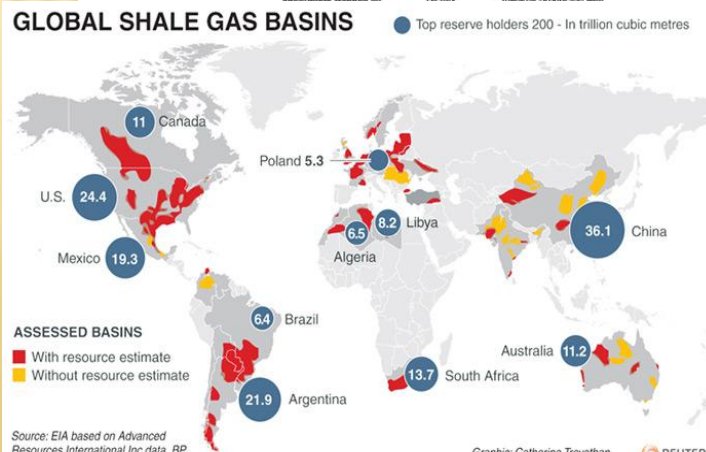 GLOBAL SHALE GAS BASINS
Top reserve holders 200 - In trillion cubic metres
11
Canada
Poland 5.3
U.S.
24.4
8.2
Libya
6.5
Algeria
36.1
China
Mexico
19.3
6.4
Brazil
ASSESSED BASINS
With resource estimate
Without resource estimate
Australia
11.2
13.7
South Africa
21.9
Argentina
Source: EIA based on Advanced
Resources International Inc data, BP
Graphic: Catherine Trevethan
REUTERS